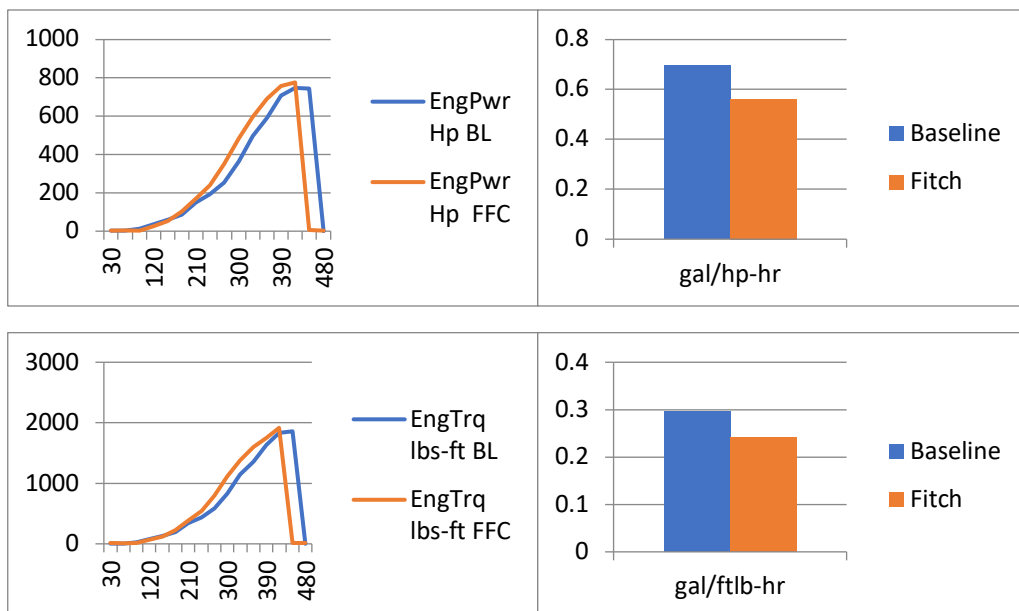 1000
800
600
400
200
0
30
120
210
300
390
480
EngPwr
Hp BL
EngPwr
Hp FFC
0.8
0.6
0.4
0.2
0
gal/hp-hr
Baseline
Fitch
3000
2000
1000
0
30
120
210
300
390
480
EngTrq
lbs-ft BL
EngTrq
lbs-ft FFC
0.4
0.3
0.2
0.1
0
gal/ftlb-hr
Baseline
Fitch